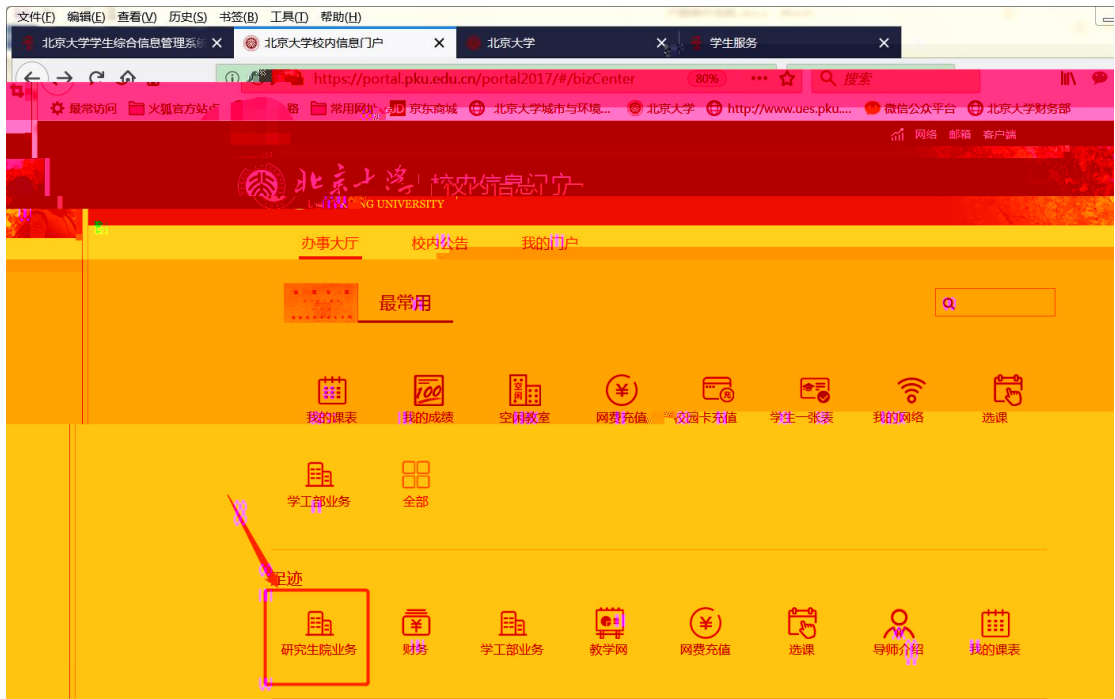 文件(F) 编辑(E) 查看(V) 历史(S) 书签(B) 工具(T) 帮助(H)
北京大学学生综合信息管理系统 北京大学校内信息门户 北京大学 学生服务
https://portal.pku.edu.cn/portal2017/#/bizCenter 80% 搜索
最常访问 火狐官方站点 常用网址 JD 京东商城 北京大学城市与环境... 北京大学 http://www.ues.pku.... 微信公众平台 北京大学财务部
网络 邮箱 客户端
北京大学 校内信息门户
UNIVERSITY
办事大厅 校内公告 我的门户
最常用
我的课表 我的成绩 空闲教室 网费充值 校园卡充值 学生一张表 我的网络 选课
学工部业务 全部
足迹
研究生院业务 财务 学工部业务 教学网 网费充值 选课 导师介绍 我的课表